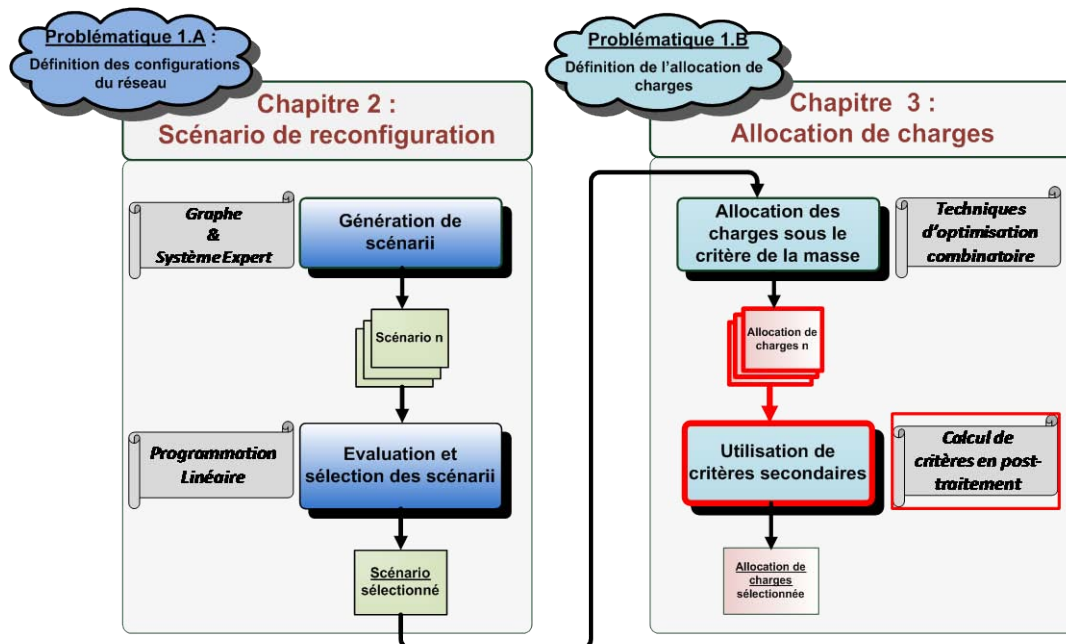 Problématique 1.A :
Définition des configurations
du réseau
Chapitre 2 :
Scénario de reconfiguration
Graphe
&
Système Expert
Génération de
scénarii
Scénario n
Programmation
Linéaire
Evaluation et
sélection des scénarii
Scénario
sélectionné
Problématique 1.B
Définition de l'allocation de
charges
Chapitre 3 :
Allocation de charges
Allocation des
charges sous le
critère de la masse
Techniques
d'optimisation
combinatoire
Allocation de
charges n
Utilisation de
critères secondaires
Calcul de
critères en post-
traitement
Allocation de
charges
sélectionnée